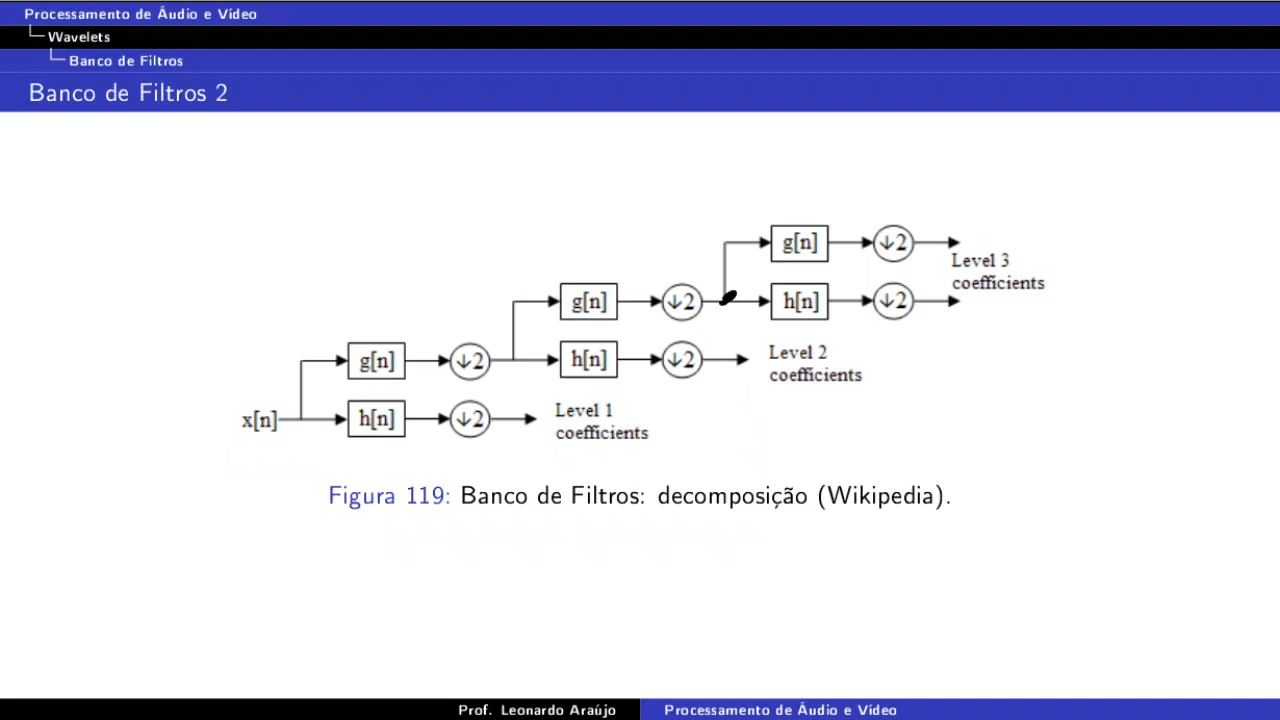 Processamento de Áudio e Vídeo
Wavelets
Banco de Filtros
Banco de Filtros 2
g[n] ↓2
Level 3
coefficients
g[n] ↓2 h[n] ↓2
g[n] ↓2 h[n] ↓2
Level 2
coefficients
x[n] h[n] ↓2
Level 1
coefficients
Figura 119: Banco de Filtros: decomposição (Wikipedia).
Prof. Leonardo Araújo
Processamento de Áudio e Vídeo